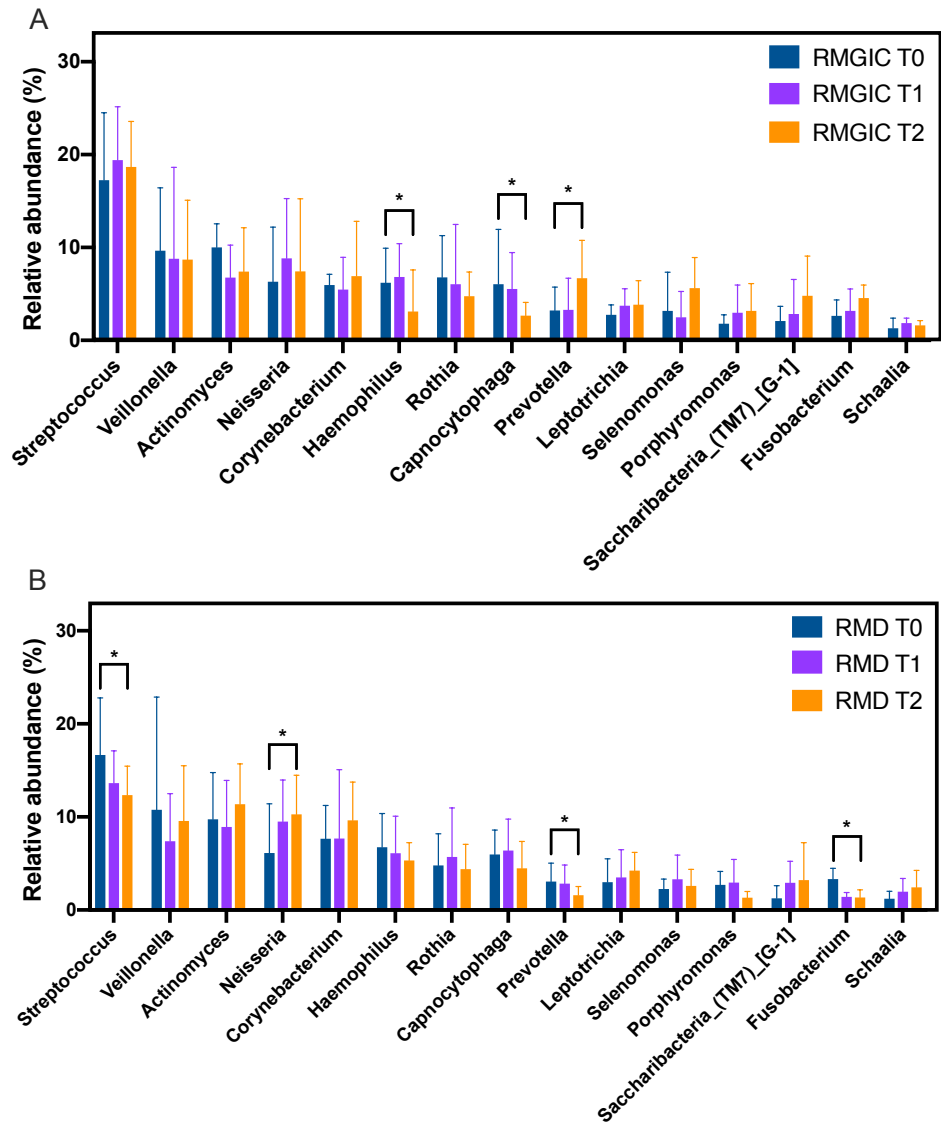 A
Relative abundance (%)
30
20
10
0
RMGIC T0
RMGIC T1
RMGIC T2
*
*
*
Streptococcus
Veillonella
Actinomyces
Neisseria
Corynebacterium
Haemophilus
Rothia
Capnocytophaga
Prevotella
Leptotrichia
Selenomonas
Porphyromonas
Saccharibacteria_(TM7)_[G-1]
Fusobacterium
Schaalia
B
Relative abundance (%)
30
20
10
0
RMD T0
RMD T1
RMD T2
*
*
*
*
Streptococcus
Veillonella
Actinomyces
Neisseria
Corynebacterium
Haemophilus
Rothia
Capnocytophaga
Prevotella
Leptotrichia
Selenomonas
Porphyromonas
Saccharibacteria_(TM7)_[G-1]
Fusobacterium
Schaalia